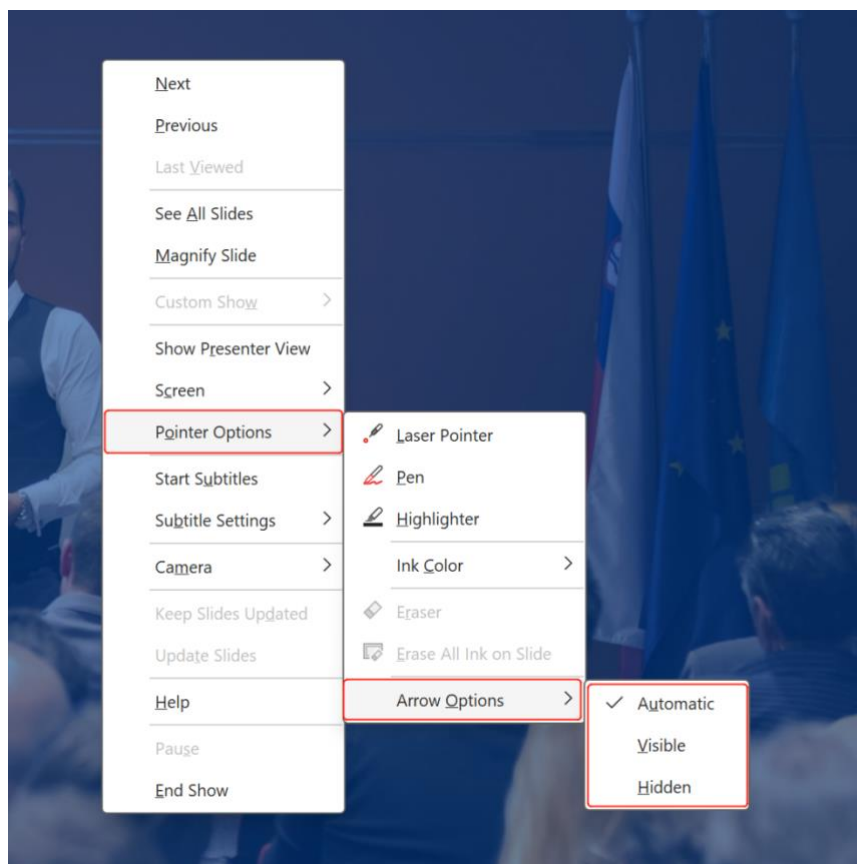 Next
Previous
Last Viewed
See All Slides
Magnify Slide
Custom Show
Show Presenter View
Screen
Pointer Options
Start Subtitles
Subtitle Settings
Camera
Keep Slides Updated
Update Slides
Help
Pause
End Show
Laser Pointer
Pen
Highlighter
Ink Color
Eraser
Erase All Ink on Slide
Arrow Options
Automatic
Visible
Hidden